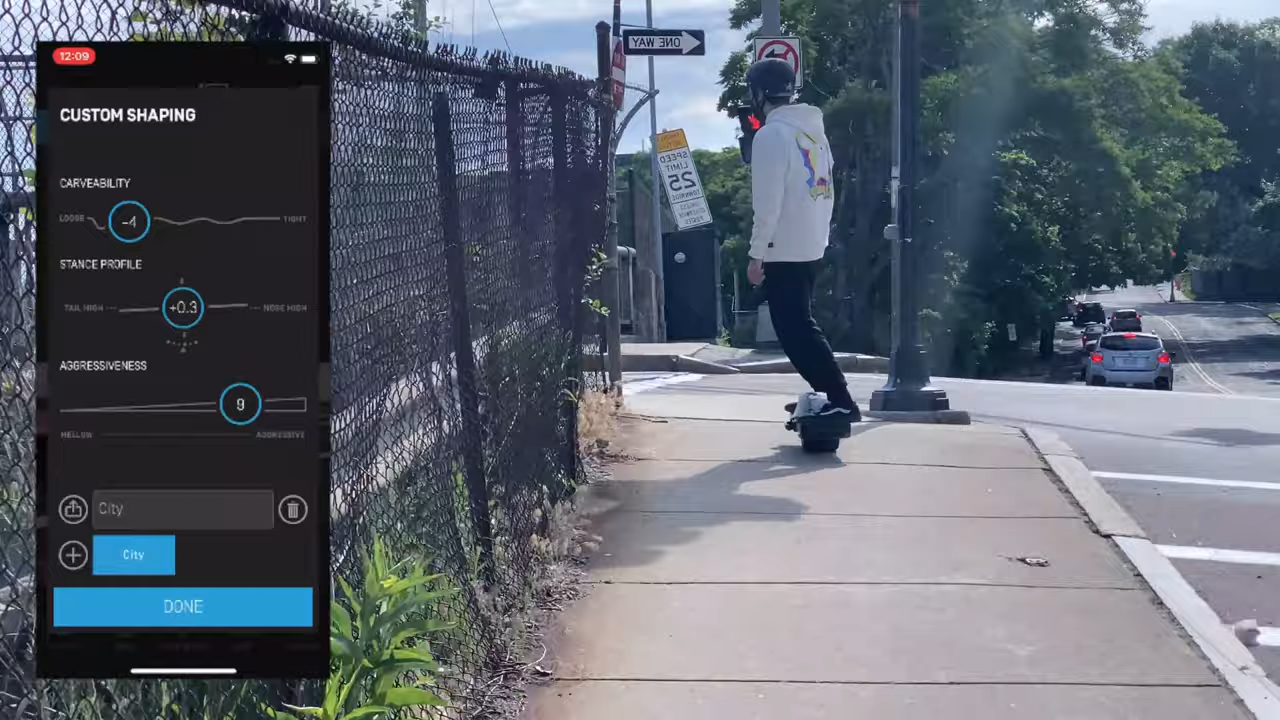 12:09
CUSTOM SHAPING
CARVEABILITY
LOOSE -4 TIGHT
STANCE PROFILE
TAIL HIGH +0.3 NOSE HIGH
AGGRESSIVENESS
9
MELLOW AGGRESSIVE
City
City
DONE
ONE WAY
SPEED
LIMIT
25